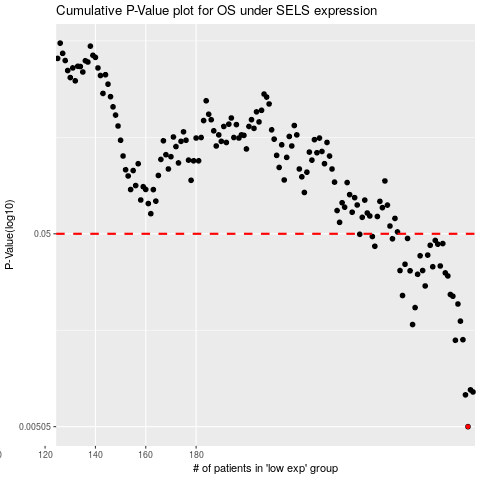 Cumulative P-Value plot for OS under SELS expression
P-Value(log10)
0.05
0.00505
0 120 140 160 180
# of patients in 'low exp' group